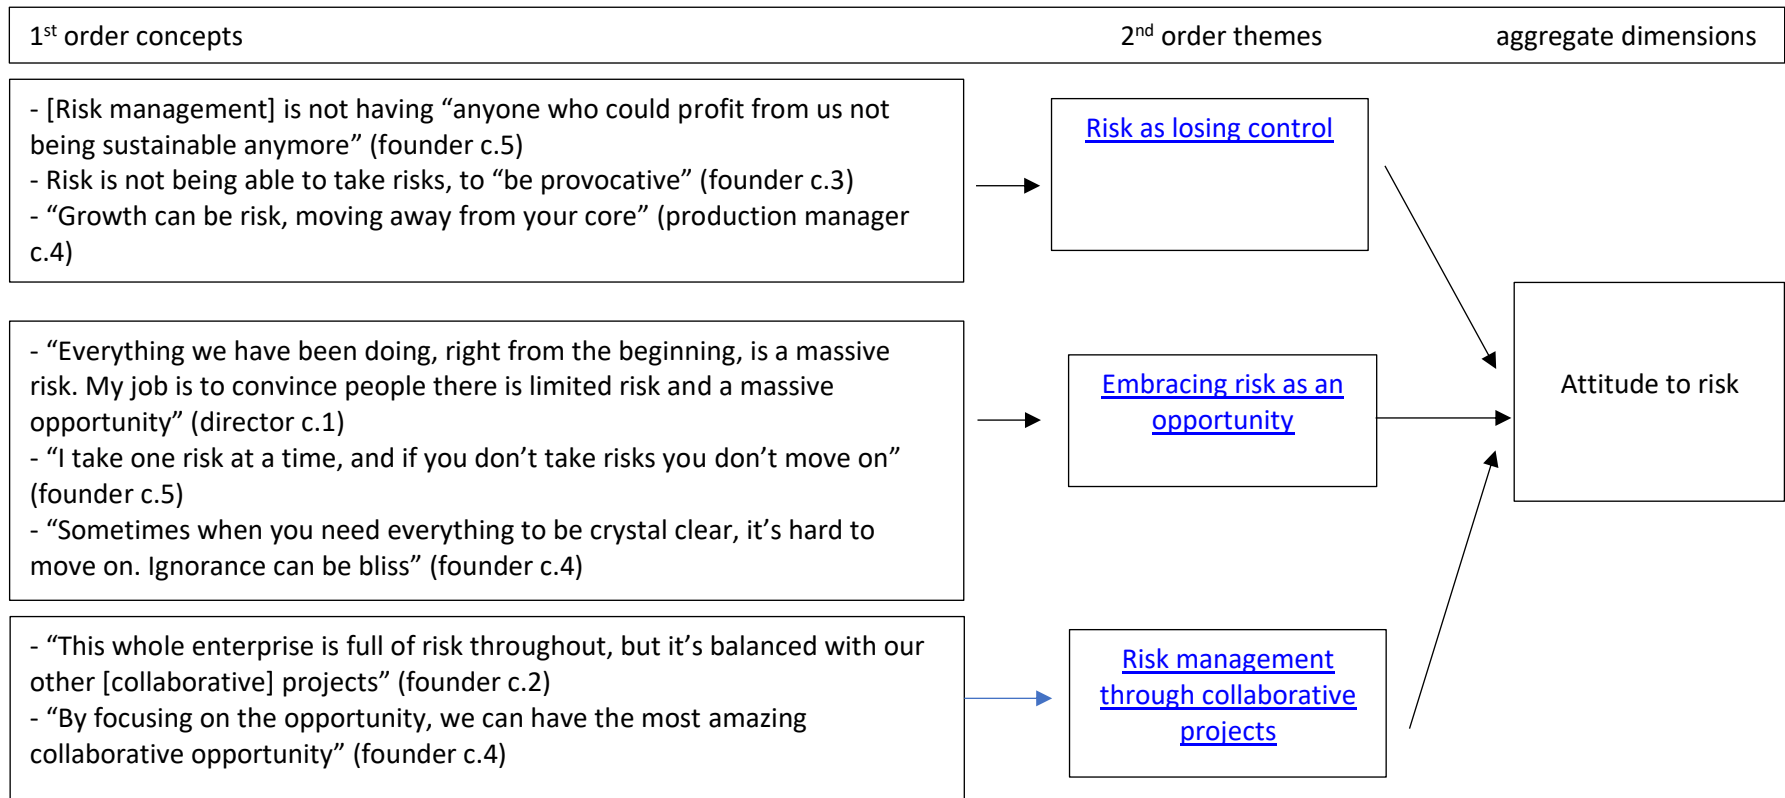 1st order concepts 2nd order themes aggregate dimensions
- [Risk management] is not having “anyone who could profit from us not
being sustainable anymore” (founder c.5)
- Risk is not being able to take risks, to “be provocative” (founder c.3)
- “Growth can be risk, moving away from your core” (production manager
c.4)
Risk as losing control
- “Everything we have been doing, right from the beginning, is a massive
risk. My job is to convince people there is limited risk and a massive
opportunity” (director c.1)
- “I take one risk at a time, and if you don’t take risks you don’t move on”
(founder c.5)
- “Sometimes when you need everything to be crystal clear, it’s hard to
move on. Ignorance can be bliss” (founder c.4)
Embracing risk as an
opportunity
Attitude to risk
- “This whole enterprise is full of risk throughout, but it’s balanced with our
other [collaborative] projects” (founder c.2)
- “By focusing on the opportunity, we can have the most amazing
collaborative opportunity” (founder c.4)
Risk management
through collaborative
projects